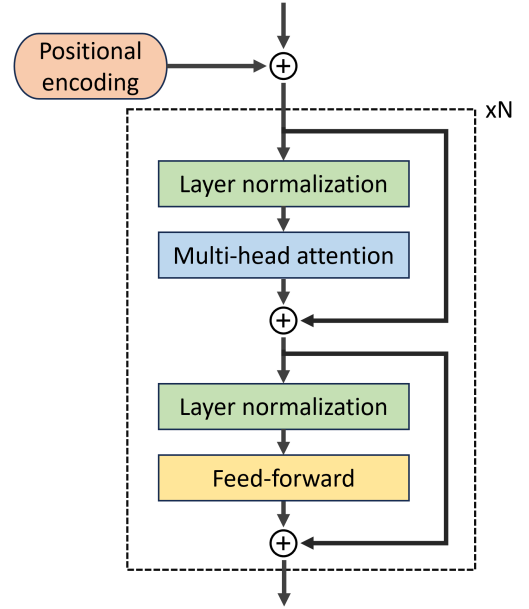 Positional
encoding
xN
Layer normalization
Multi-head attention
Layer normalization
Feed-forward